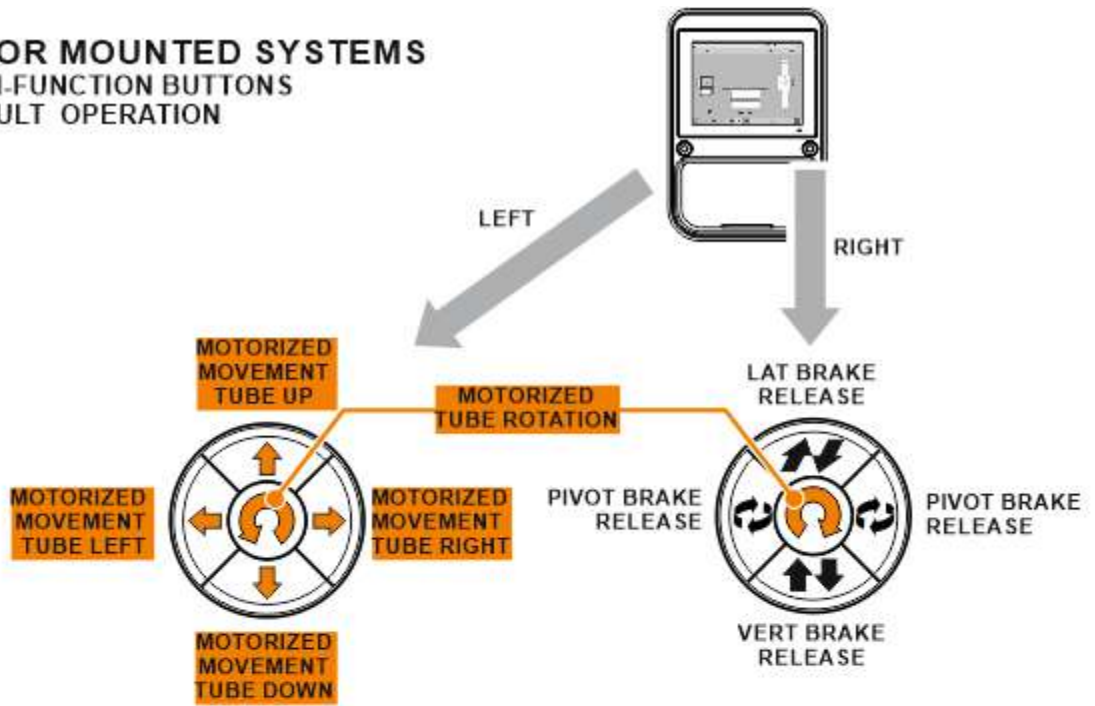 OR MOUNTED SYSTEMS
I-FUNCTION BUTTONS
ULT OPERATION
LEFT
RIGHT
MOTORIZED
MOVEMENT
TUBE UP
MOTORIZED
TUBE ROTATION
LAT BRAKE
RELEASE
MOTORIZED
MOVEMENT
TUBE LEFT
MOTORIZED
MOVEMENT
TUBE RIGHT
PIVOT BRAKE
RELEASE
PIVOT BRAKE
RELEASE
MOTORIZED
MOVEMENT
TUBE DOWN
VERT BRAKE
RELEASE